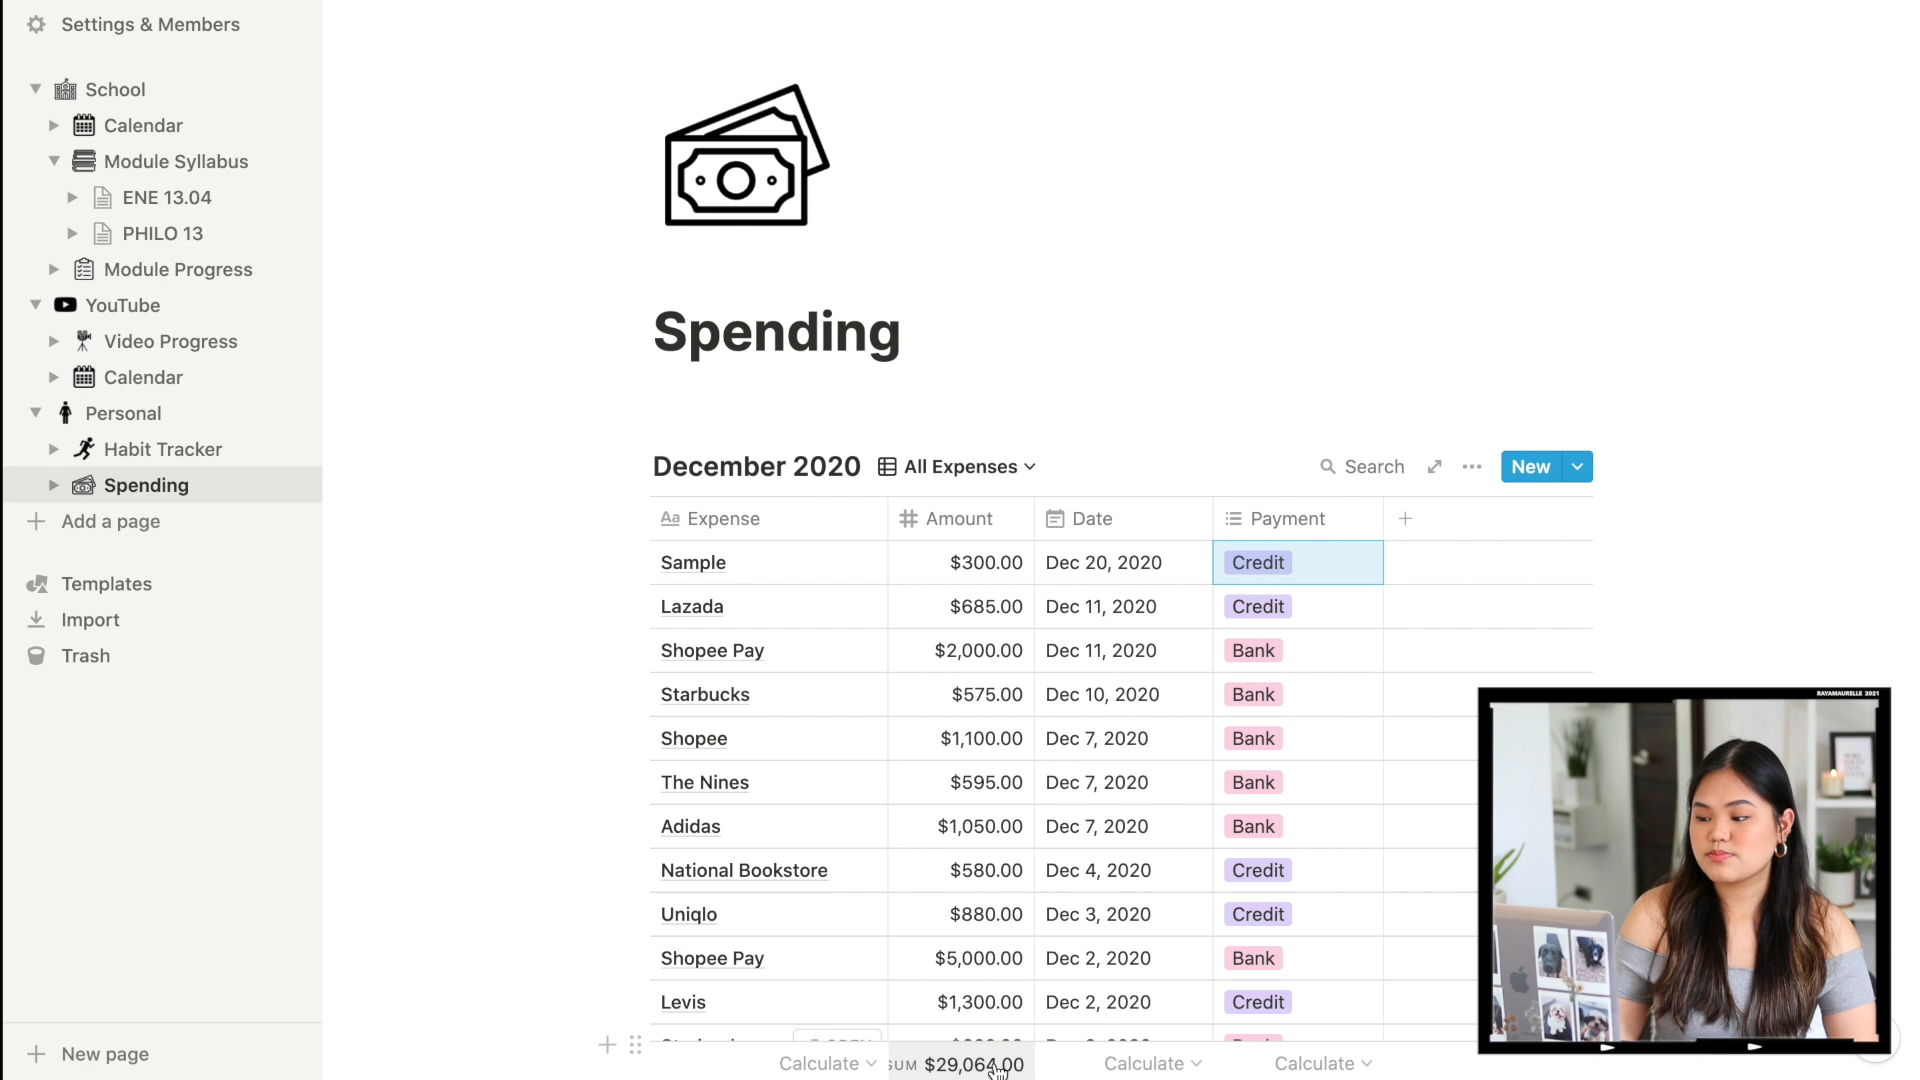 Settings & Members
School
Calendar
Module Syllabus
ENE 13.04
PHILO 13
Module Progress
YouTube
Video Progress
Calendar
Personal
Habit Tracker
Spending
Add a page
Templates
Import
Trash
New page
Spending
December 2020 All Expenses Search New
Aa Expense Amount Date Payment
Sample $300.00 Dec 20, 2020 Credit
Lazada $685.00 Dec 11, 2020 Credit
Shopee Pay $2,000.00 Dec 11, 2020 Bank
Starbucks $575.00 Dec 10, 2020 Bank
Shopee $1,100.00 Dec 7, 2020 Bank
The Nines $595.00 Dec 7, 2020 Bank
Adidas $1,050.00 Dec 7, 2020 Bank
National Bookstore $580.00 Dec 4, 2020 Credit
Uniqlo $880.00 Dec 3, 2020 Credit
Shopee Pay $5,000.00 Dec 2, 2020 Bank
Levis $1,300.00 Dec 2, 2020 Credit
Calculate SUM $29,064.00 Calculate Calculate
RAYAMAURELLE 2021